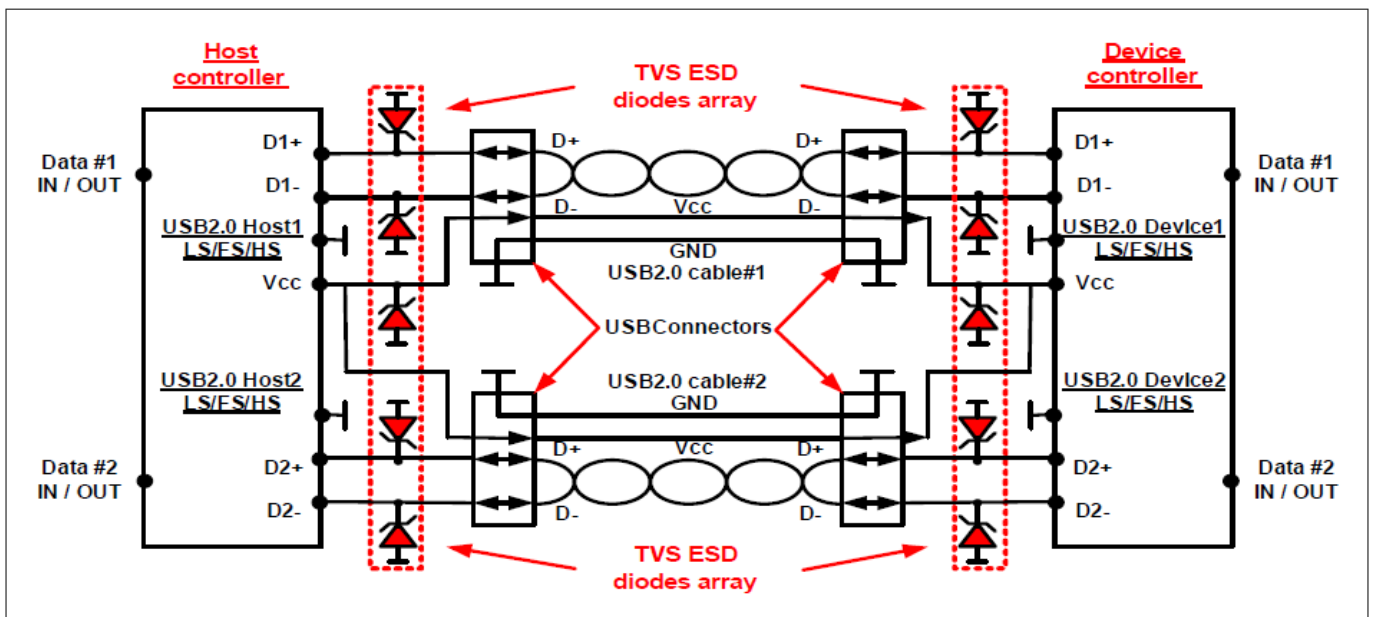 Host
controller
TVS ESD
diodes array
Device
controller
D1+
D+
D+
D1+
Data #1
IN / OUT
Data #1
IN / OUT
D1-
D-
Vcc
D-
D1-
USB2.0 Host1
LS/FS/HS
GND
USB2.0 cable#1
USB2.0 Device1
LS/FS/HS
Vcc
Vcc
USBConnectors
USB2.0 Host2
LS/FS/HS
USB2.0 cable#2
GND
USB2.0 Device2
LS/FS/HS
D+
Vcc
D+
D2+
D2+
Data #2
IN / OUT
Data #2
IN / OUT
D2-
D-
D-
D2-
TVS ESD
diodes array